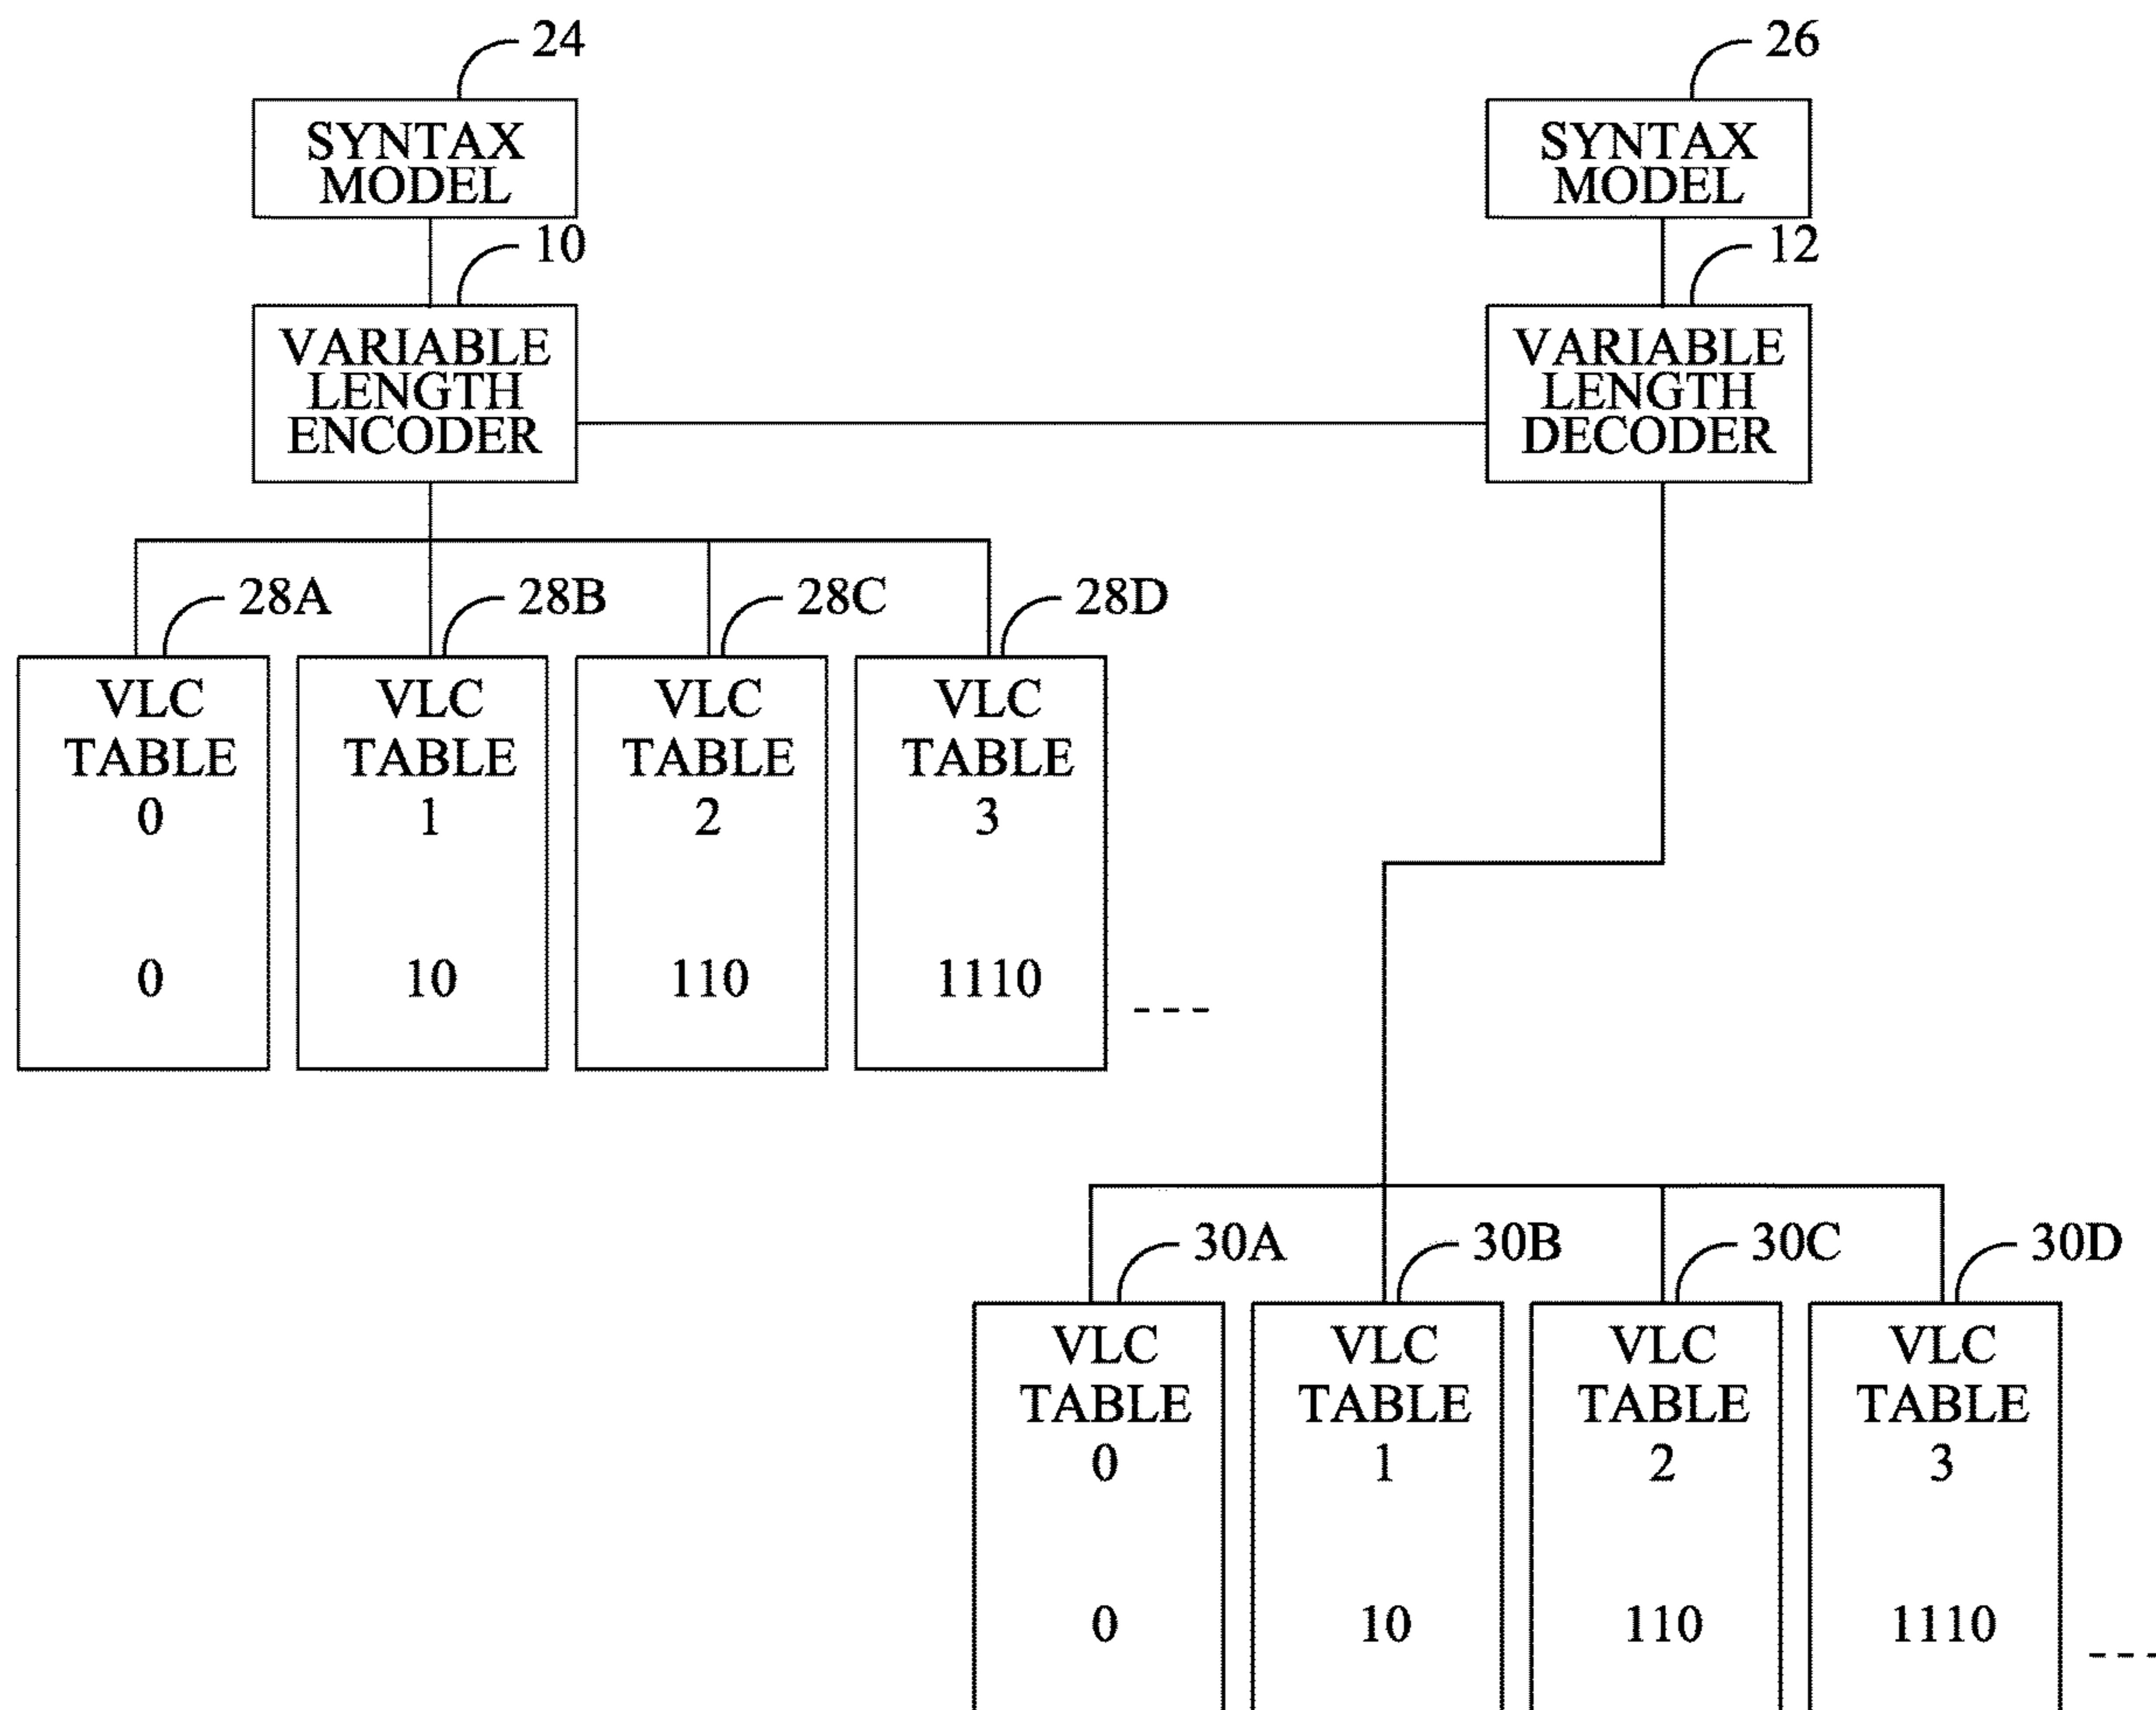 24
26
SYNTAX
MODEL
SYNTAX
MODEL
10
12
VARIABLE
LENGTH
ENCODER
VARIABLE
LENGTH
DECODER
28A
28B
28C
28D
VLC
TABLE
0
0
VLC
TABLE
1
10
VLC
TABLE
2
110
VLC
TABLE
3
1110
---
30A
30B
30C
30D
VLC
TABLE
0
0
VLC
TABLE
1
10
VLC
TABLE
2
110
VLC
TABLE
3
1110
---